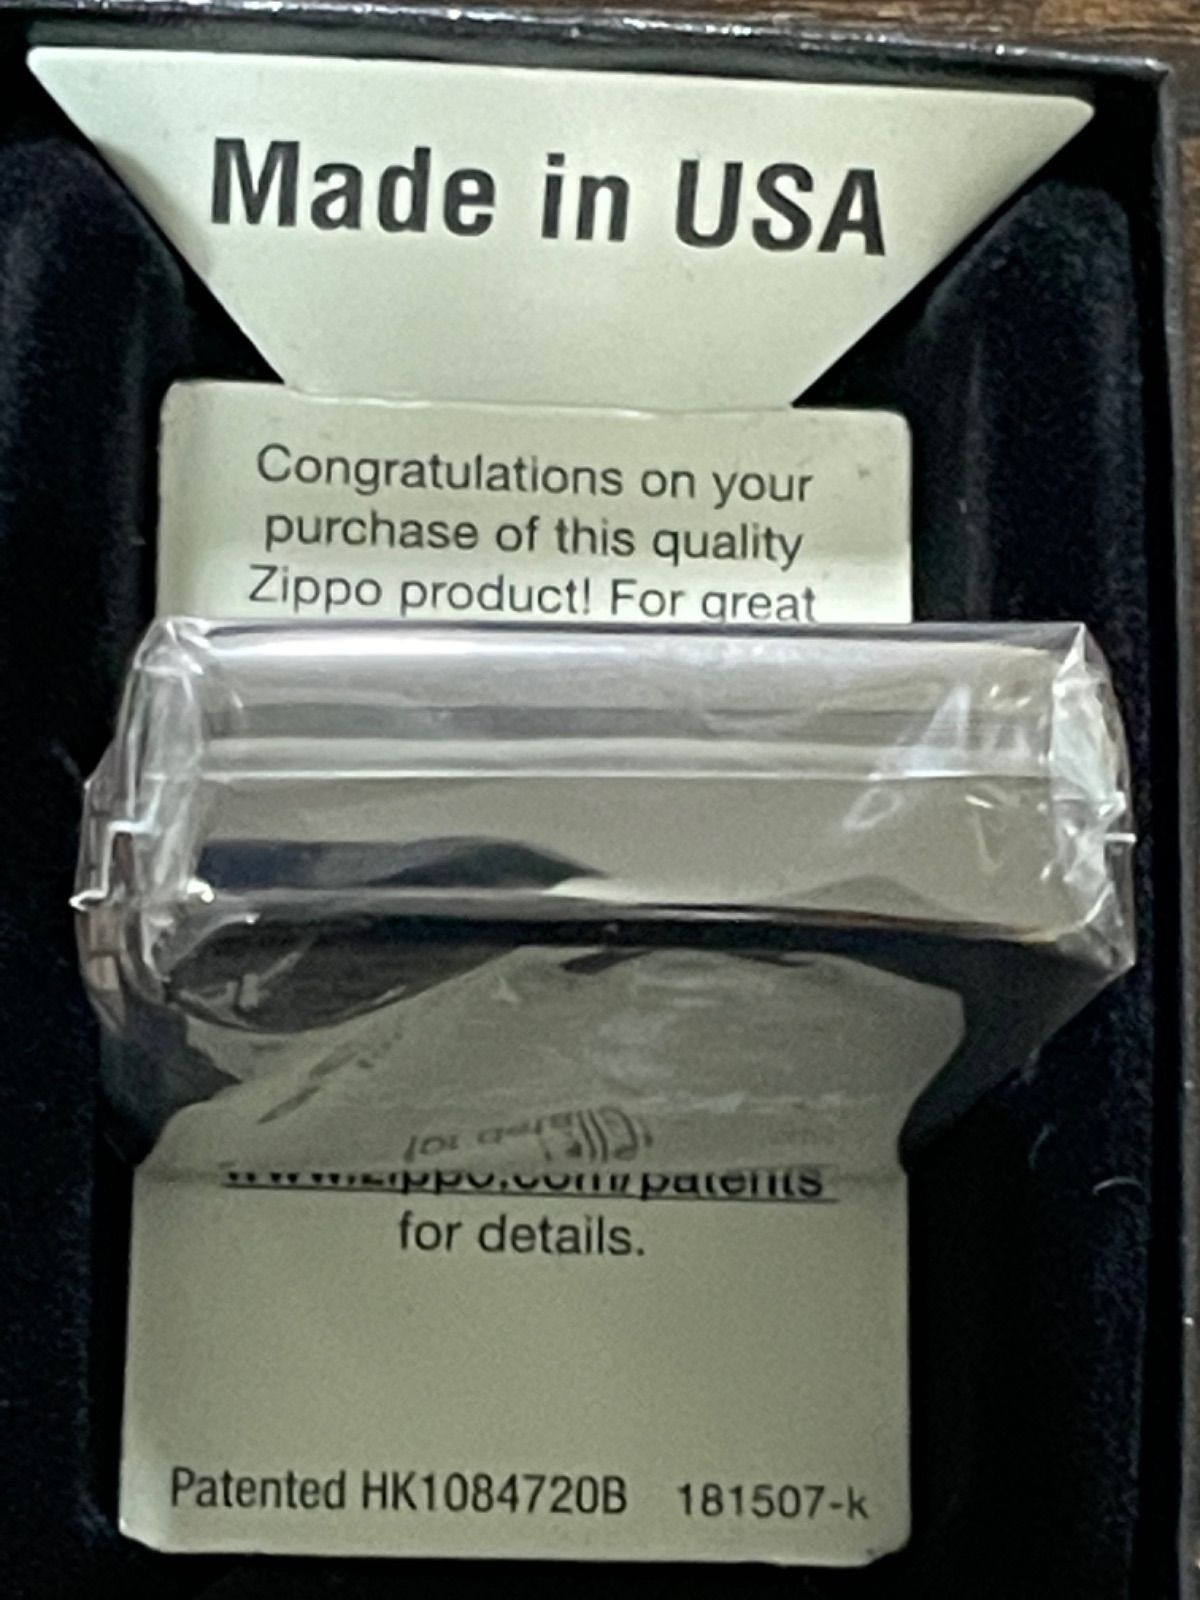 Made in USA
Congratulations on your
purchase of this quality
Zippo product! For great
www.zippo.com/patents
for details.
Patented HK1084720B 181507-k